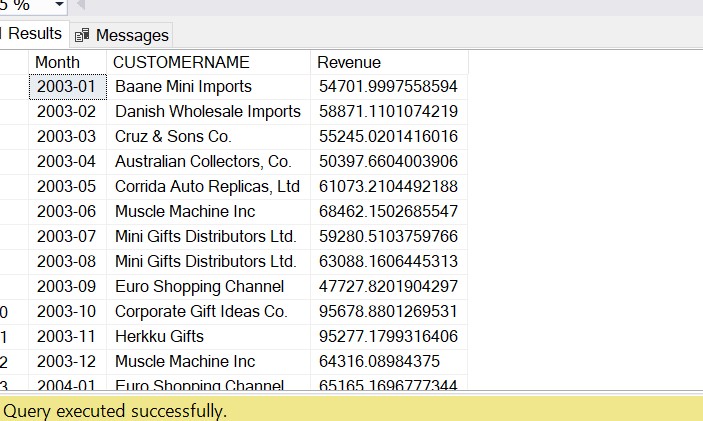 5 %
Results Messages
Month CUSTOMERNAME Revenue
2003-01 Baane Mini Imports 54701.9997558594
2003-02 Danish Wholesale Imports 58871.1101074219
2003-03 Cruz & Sons Co. 55245.0201416016
2003-04 Australian Collectors, Co. 50397.6604003906
2003-05 Corrida Auto Replicas, Ltd 61073.2104492188
2003-06 Muscle Machine Inc 68462.1502685547
2003-07 Mini Gifts Distributors Ltd. 59280.5103759766
2003-08 Mini Gifts Distributors Ltd. 63088.1606445313
2003-09 Euro Shopping Channel 47727.8201904297
0 2003-10 Corporate Gift Ideas Co. 95678.8801269531
1 2003-11 Herkku Gifts 95277.1799316406
2 2003-12 Muscle Machine Inc 64316.08984375
3 2004-01 Euro Shopping Channel 65165.1696777344
Query executed successfully.